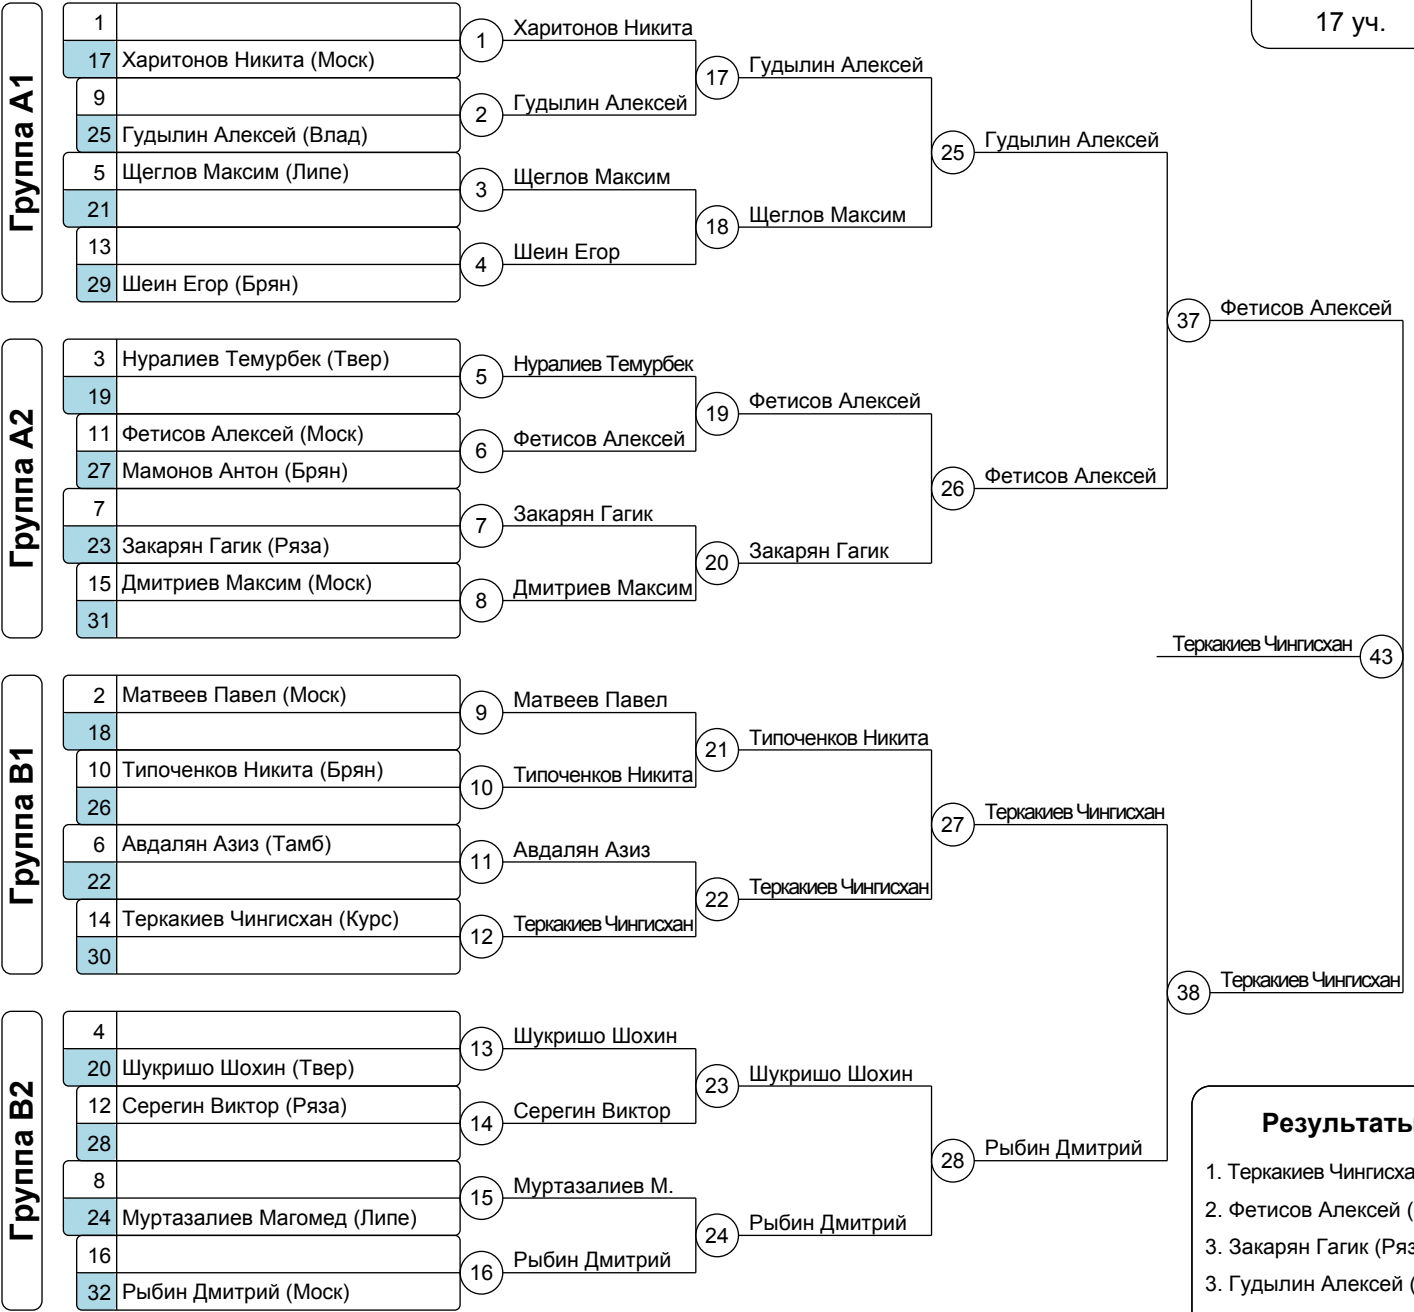 17 уч.
Группа A1
1
17 Харитонов Никита (Моск)
9
25 Гудылин Алексей (Влад)
5 Щеглов Максим (Липе)
21
13
29 Шеин Егор (Брян)
1 Харитонов Никита
2 Гудылин Алексей
3 Щеглов Максим
4 Шеин Егор
17 Гудылин Алексей
18 Щеглов Максим
25 Гудылин Алексей
Группа A2
3 Нуралиев Темурбек (Твер)
19
11 Фетисов Алексей (Моск)
27 Мамонов Антон (Брян)
7
23 Закарян Гагик (Ряза)
15 Дмитриев Максим (Моск)
31
5 Нуралиев Темурбек
6 Фетисов Алексей
7 Закарян Гагик
8 Дмитриев Максим
19 Фетисов Алексей
20 Закарян Гагик
26 Фетисов Алексей
37 Фетисов Алексей
Теркакиев Чингисхан 43
Группа B1
2 Матвеев Павел (Моск)
18
10 Типоченков Никита (Брян)
26
6 Авдалян Азиз (Тамб)
22
14 Теркакиев Чингисхан (Курс)
30
9 Матвеев Павел
10 Типоченков Никита
11 Авдалян Азиз
12 Теркакиев Чингисхан
21 Типоченков Никита
22 Теркакиев Чингисхан
27 Теркакиев Чингисхан
38 Теркакиев Чингисхан
Группа B2
4
20 Шукришо Шохин (Твер)
12 Серегин Виктор (Ряза)
28
8
24 Муртазалиев Магомед (Липе)
16
32 Рыбин Дмитрий (Моск)
13 Шукришо Шохин
14 Серегин Виктор
15 Муртазалиев М.
16 Рыбин Дмитрий
23 Шукришо Шохин
24 Рыбин Дмитрий
28 Рыбин Дмитрий
Результаты
1. Теркакиев Чингисха
2. Фетисов Алексей (
3. Закарян Гагик (Ряз
3. Гудылин Алексей (